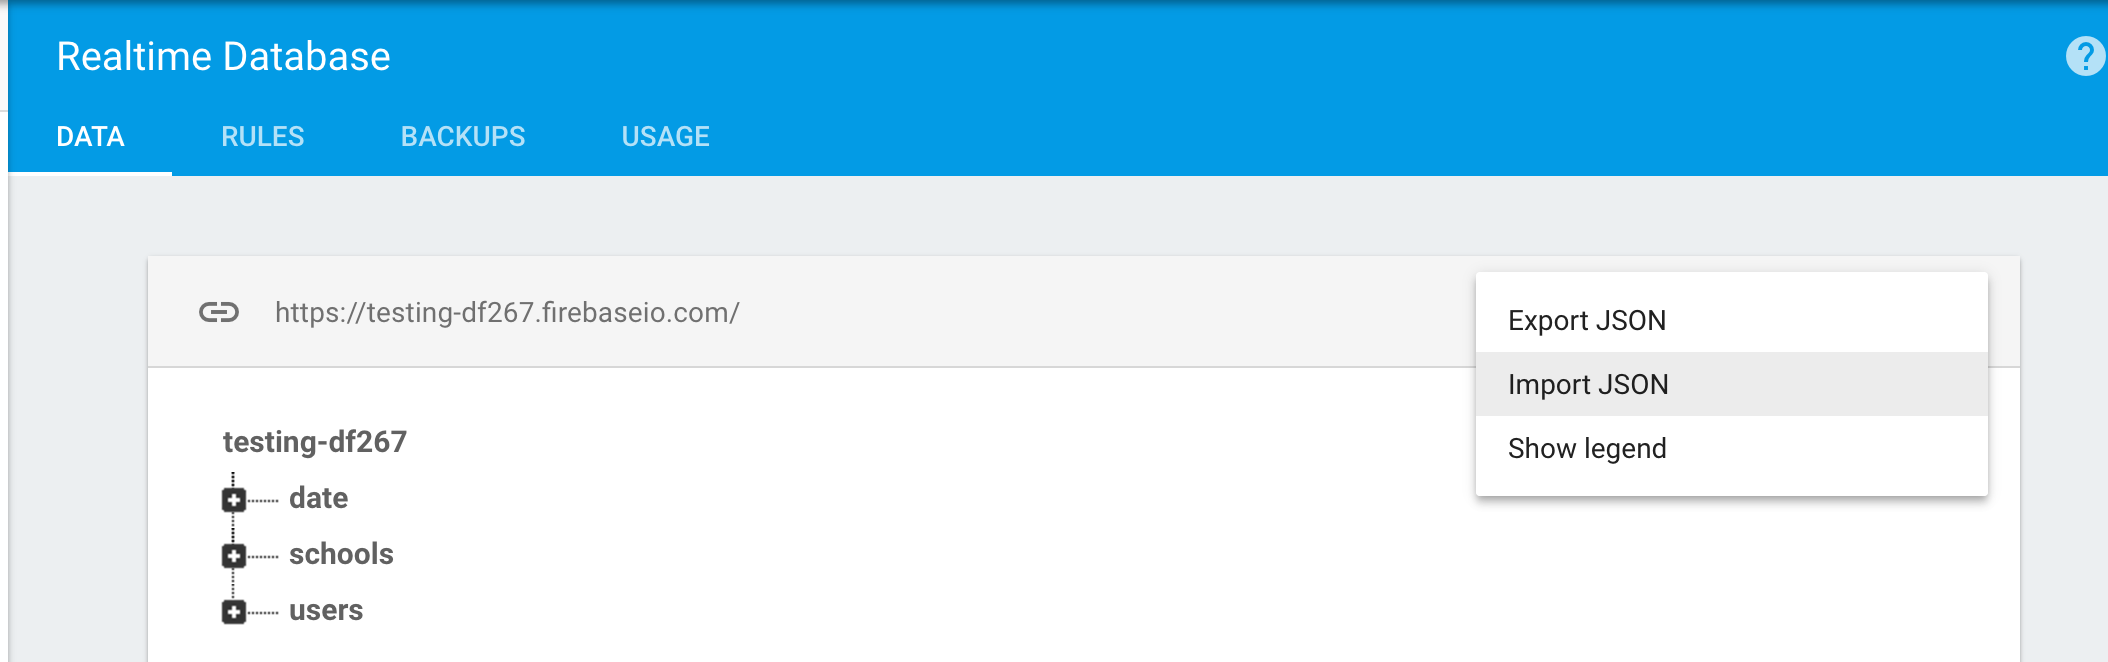 Realtime Database
?
DATA RULES BACKUPS USAGE
https://testing-df267.firebaseio.com/
Export JSON
Import JSON
Show legend
testing-df267
date
schools
users